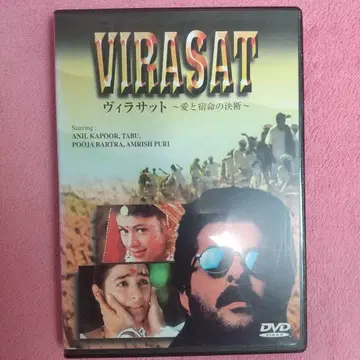 VIRASAT
ヴィラサット ～愛と宿命の決断～
Starring :
ANIL KAPOOR, TABU,
POOJA BARTRA, AMRISH PURI
DVD
VIDEO